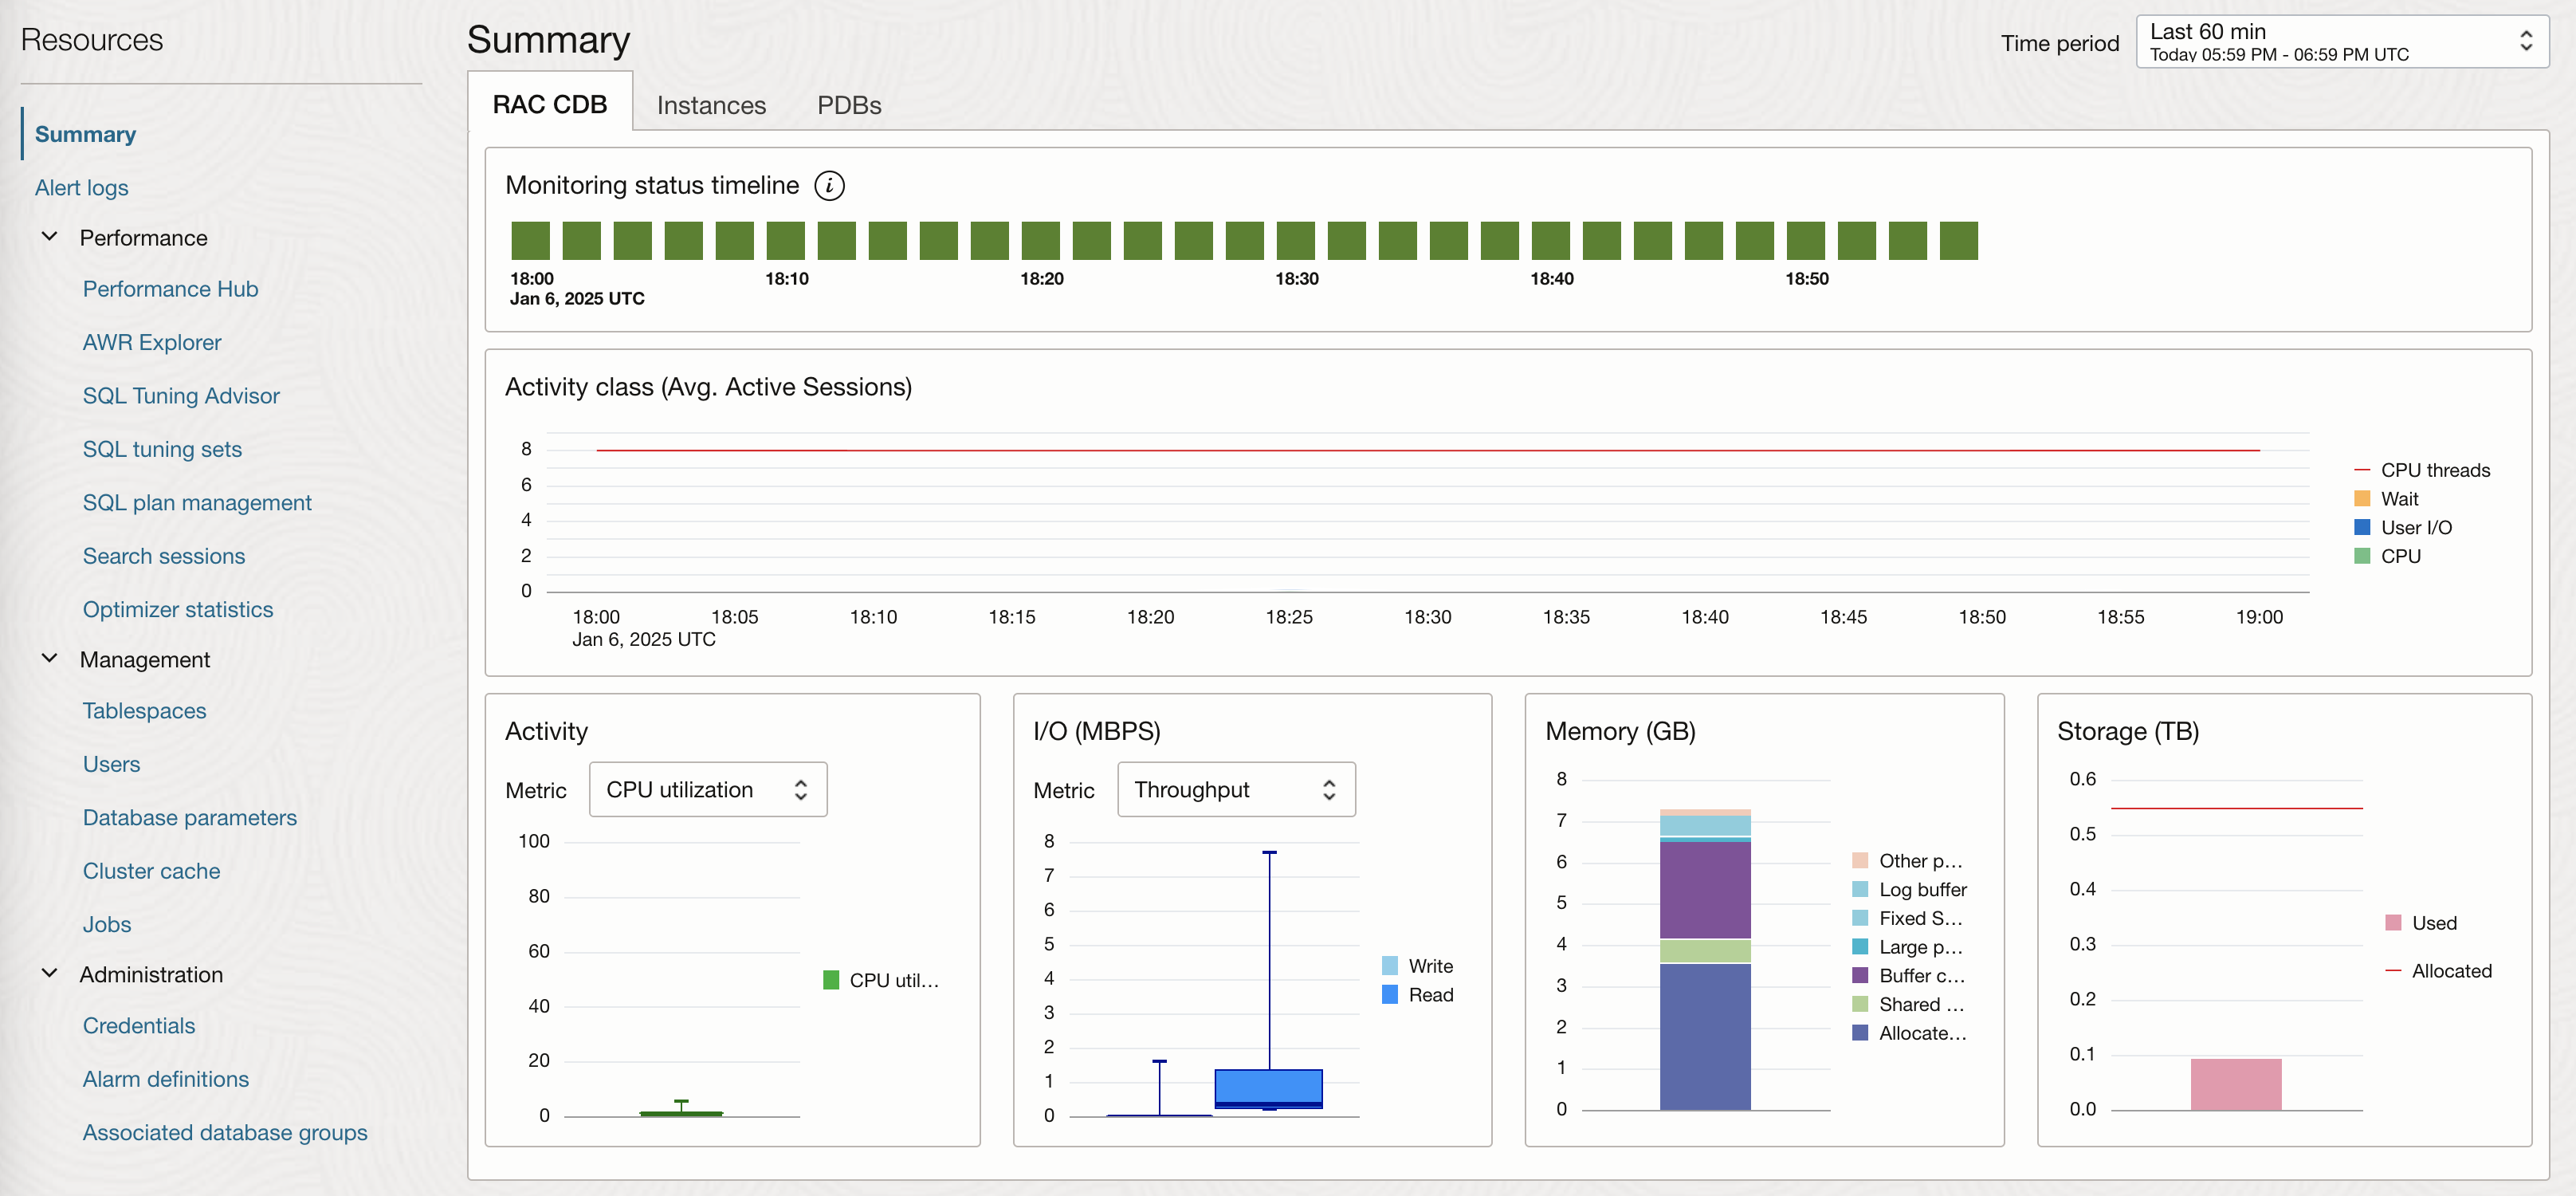 Resources
Summary
Alert logs
Performance
Performance Hub
AWR Explorer
SQL Tuning Advisor
SQL tuning sets
SQL plan management
Search sessions
Optimizer statistics
Management
Tablespaces
Users
Database parameters
Cluster cache
Jobs
Administration
Credentials
Alarm definitions
Associated database groups
Summary
Time period
Last 60 min
Today 05:59 PM - 06:59 PM UTC
RAC CDB Instances PDBs
Monitoring status timeline i
18:00 18:10 18:20 18:30 18:40 18:50
Jan 6, 2025 UTC
Activity class (Avg. Active Sessions)
8
6
4
2
0
18:00 18:05 18:10 18:15 18:20 18:25 18:30 18:35 18:40 18:45 18:50 18:55 19:00
Jan 6, 2025 UTC
CPU threads
Wait
User I/O
CPU
Activity
Metric CPU utilization
100
80
60
40
20
0
CPU util...
I/O (MBPS)
Metric Throughput
8
7
6
5
4
3
2
1
0
Write
Read
Memory (GB)
8
7
6
5
4
3
2
1
0
Other p...
Log buffer
Fixed S...
Large p...
Buffer c...
Shared ...
Allocate...
Storage (TB)
0.6
0.5
0.4
0.3
0.2
0.1
0.0
Used
Allocated